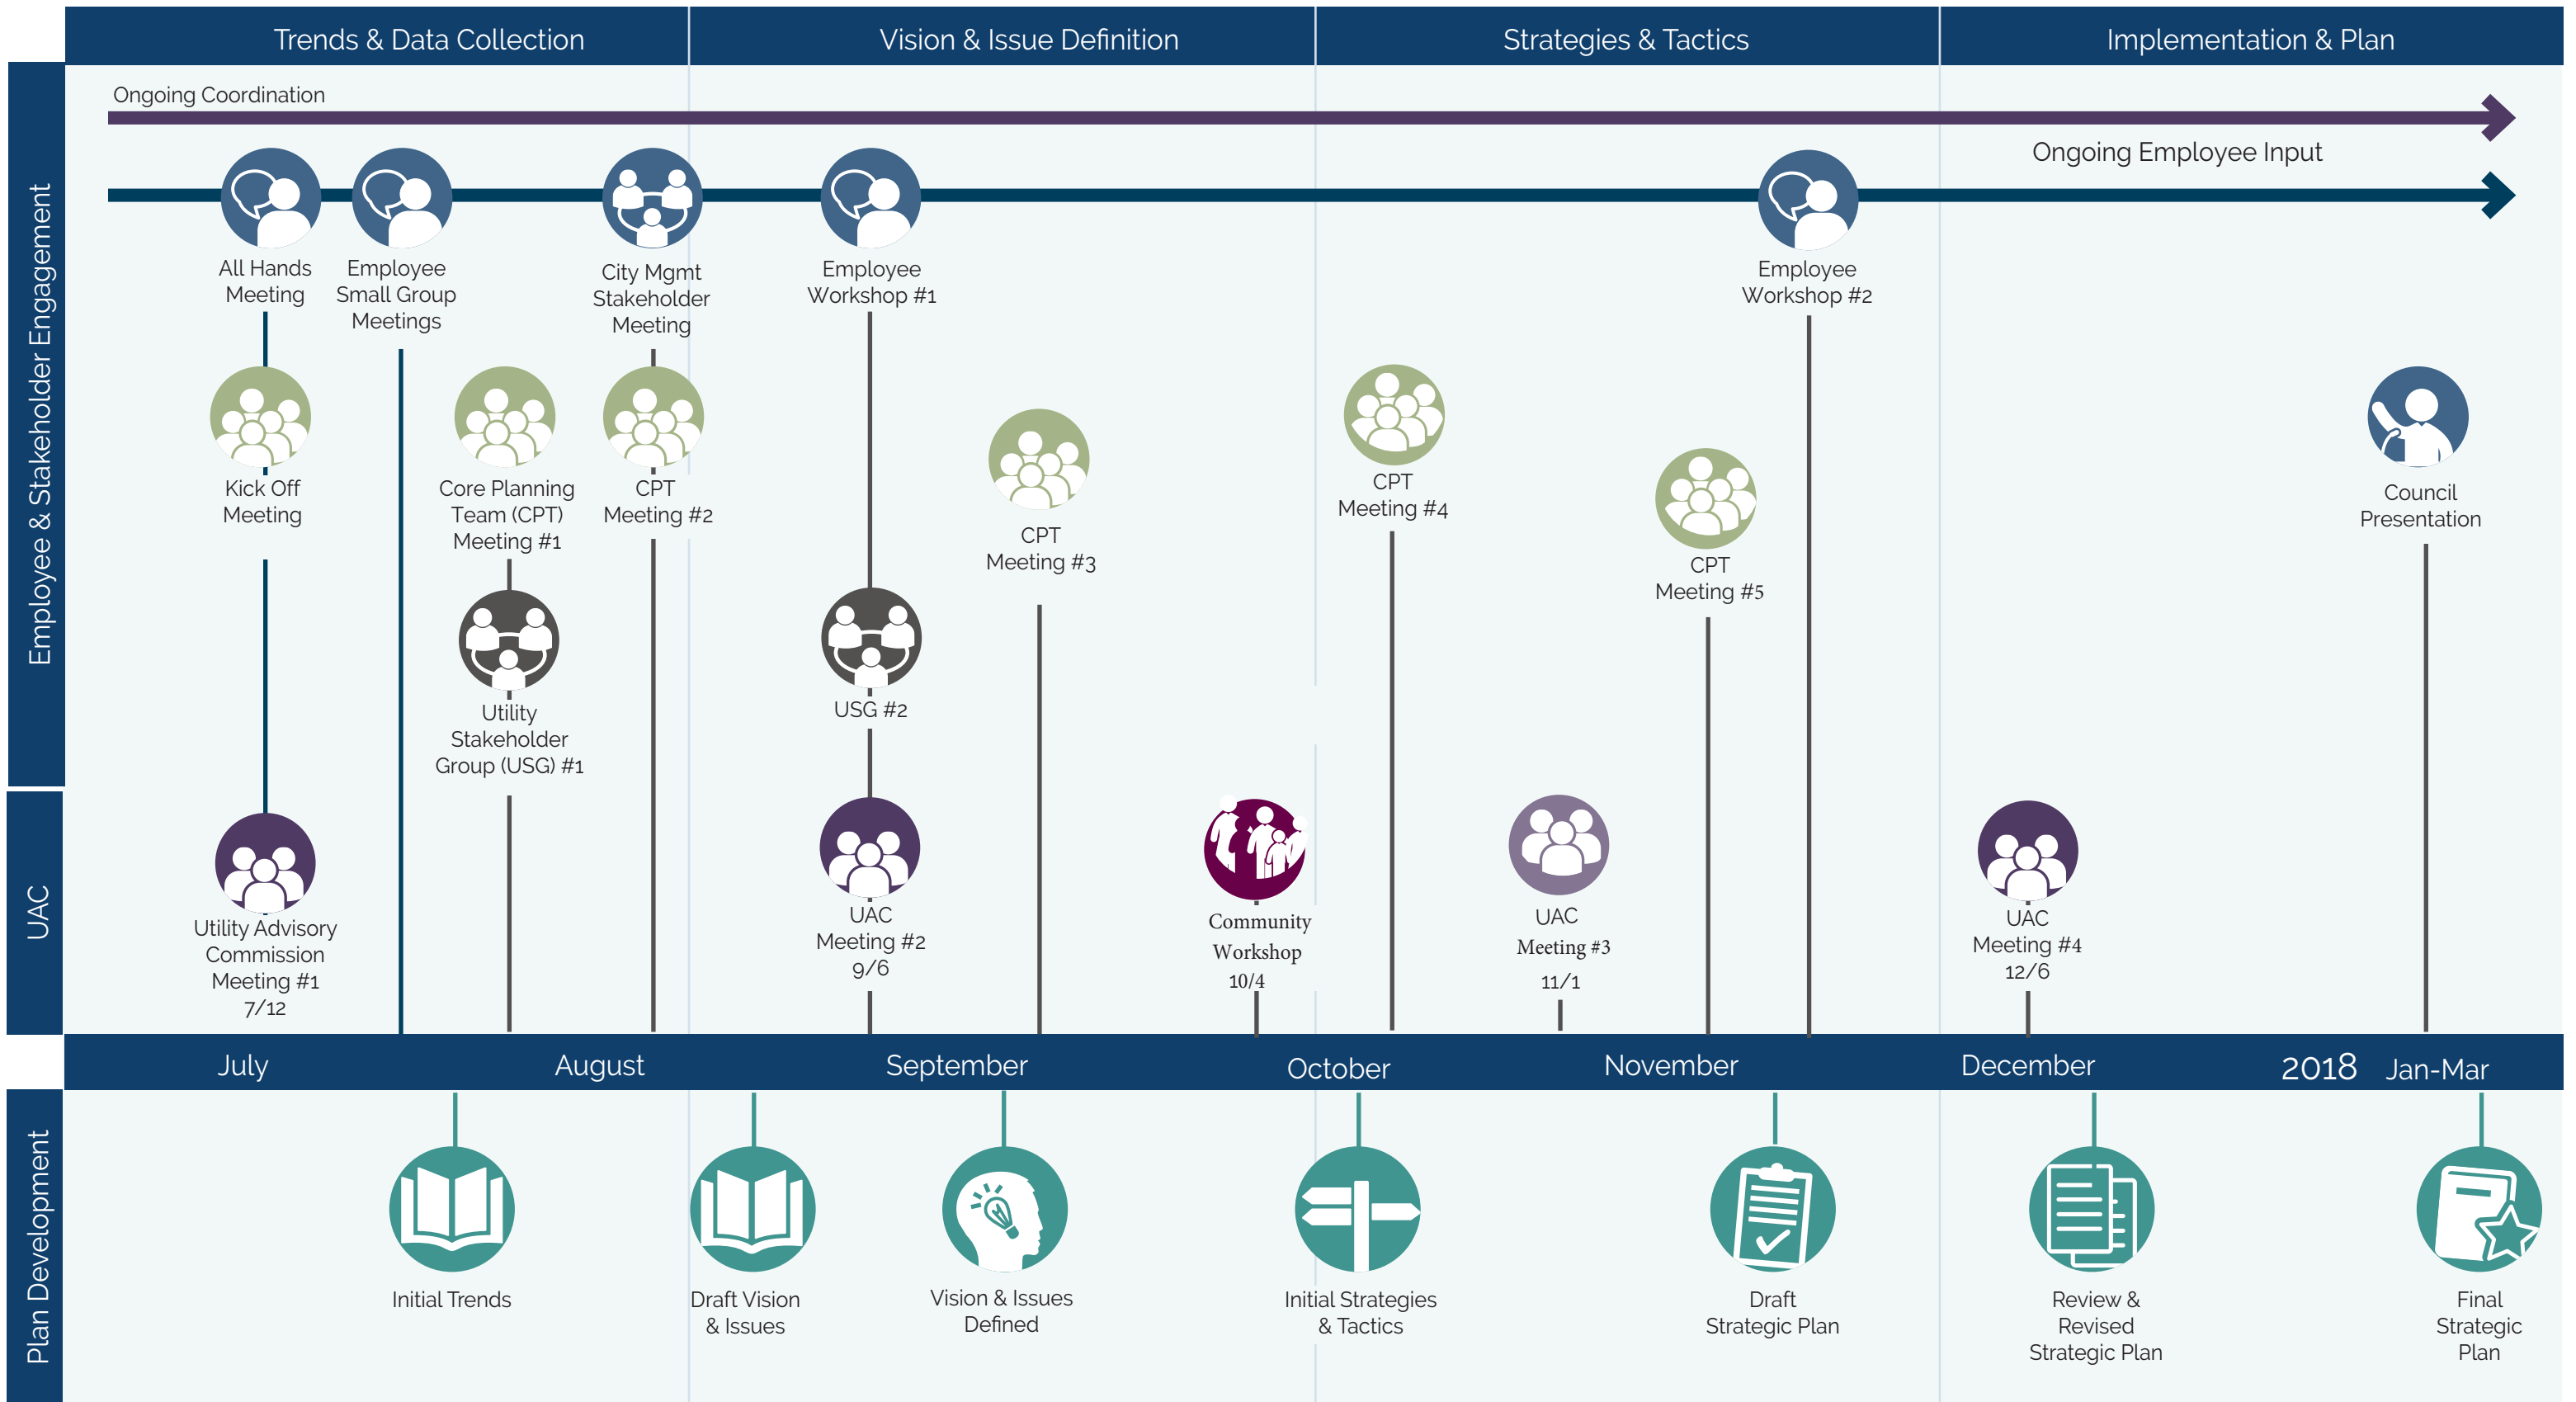 Trends & Data Collection
Vision & Issue Definition
Strategies & Tactics
Implementation & Plan
Employee & Stakeholder Engagement
Ongoing Coordination
Ongoing Employee Input
All Hands
Meeting
Employee
Small Group
Meetings
City Mgmt
Stakeholder
Meeting
Employee
Workshop #1
Employee
Workshop #2
Kick Off
Meeting
Core Planning
Team (CPT)
Meeting #1
CPT
Meeting #2
CPT
Meeting #3
CPT
Meeting #4
CPT
Meeting #5
Council
Presentation
Utility
Stakeholder
Group (USG) #1
USG #2
UAC
Utility Advisory
Commission
Meeting #1
7/12
UAC
Meeting #2
9/6
Community
Workshop
10/4
UAC
Meeting #3
11/1
UAC
Meeting #4
12/6
July
August
September
October
November
December
2018 Jan-Mar
Plan Development
Initial Trends
Draft Vision
& Issues
Vision & Issues
Defined
Initial Strategies
& Tactics
Draft
Strategic Plan
Review &
Revised
Strategic Plan
Final
Strategic
Plan